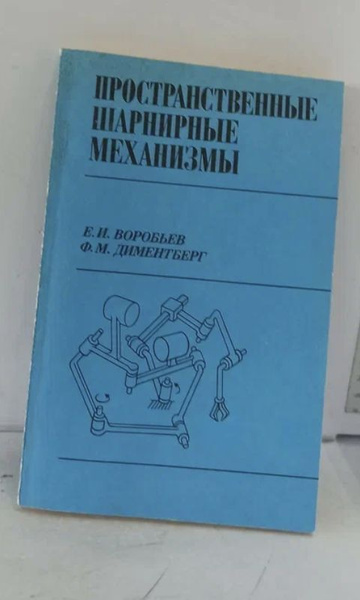 ПРОСТРАНСТВЕННЫЕ
ШАРНИРНЫЕ
МЕХАНИЗМЫ
Е. И. ВОРОБЬЕВ
Ф. М. ДИМЕНТБЕРГ